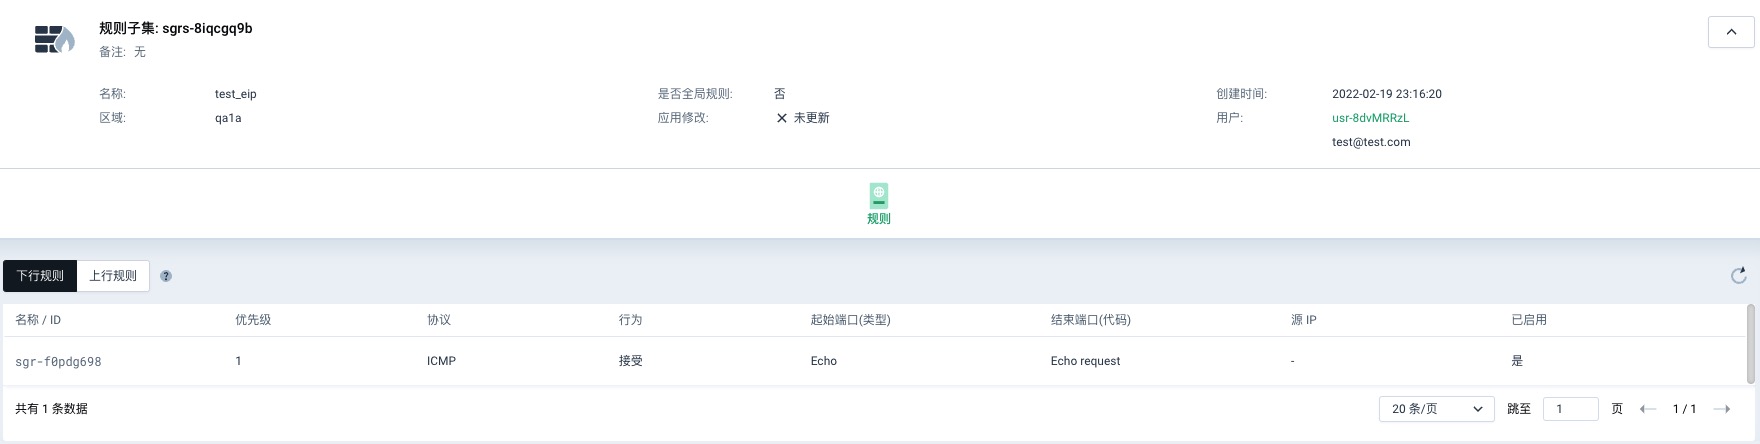 规则子集: sgrs-8iqcgq9b
备注: 无
名称: test_eip 是否全局规则: 否 创建时间: 2022-02-19 23:16:20
区域: qa1a 应用修改: 未更新 用户: usr-8dvMRRzL
test@test.com
规则
下行规则 上行规则 ?
名称 / ID 优先级 协议 行为 起始端口(类型) 结束端口(代码) 源 IP 已启用
sgr-f0pdg698 1 ICMP 接受 Echo Echo request - 是
共有 1 条数据 20 条/页 跳至 1 页 1 / 1